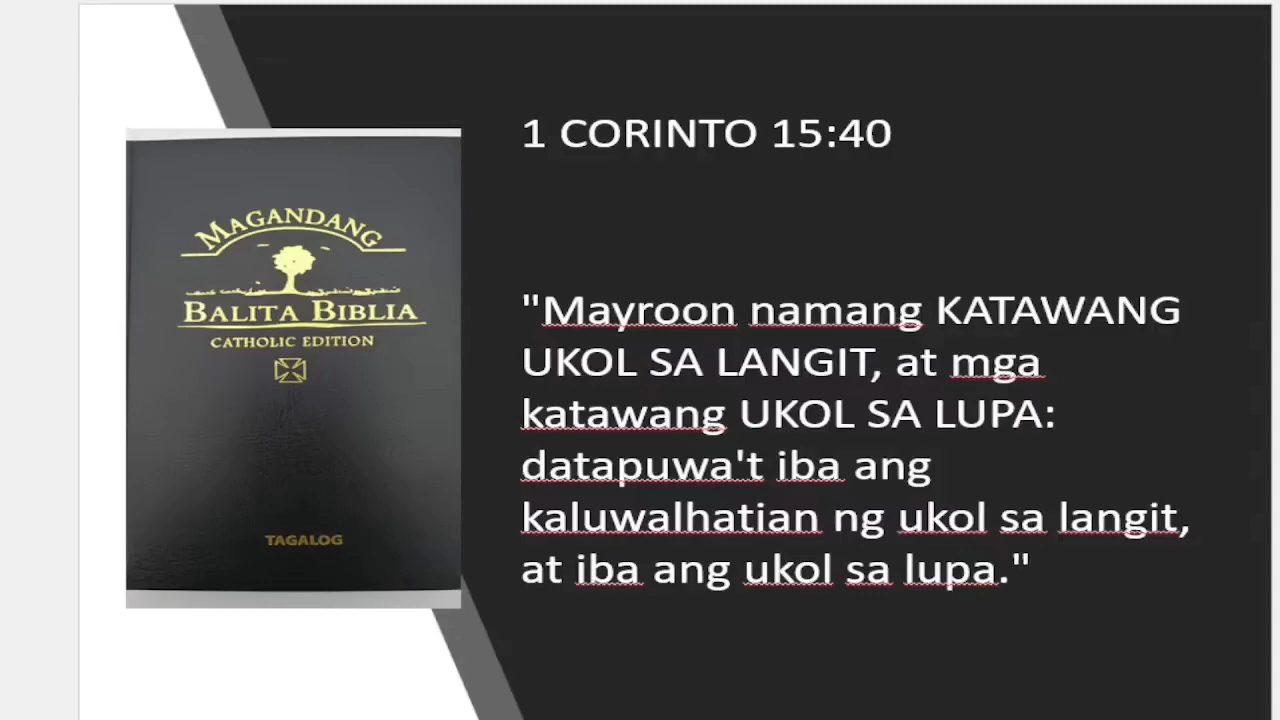 MAGANDANG
BALITA BIBLIA
CATHOLIC EDITION
TAGALOG
1 CORINTO 15:40
"Mayroon namang KATAWANG
UKOL SA LANGIT, at mga
katawang UKOL SA LUPA:
datapuwa't iba ang
kaluwalhatian ng ukol sa langit,
at iba ang ukol sa lupa."